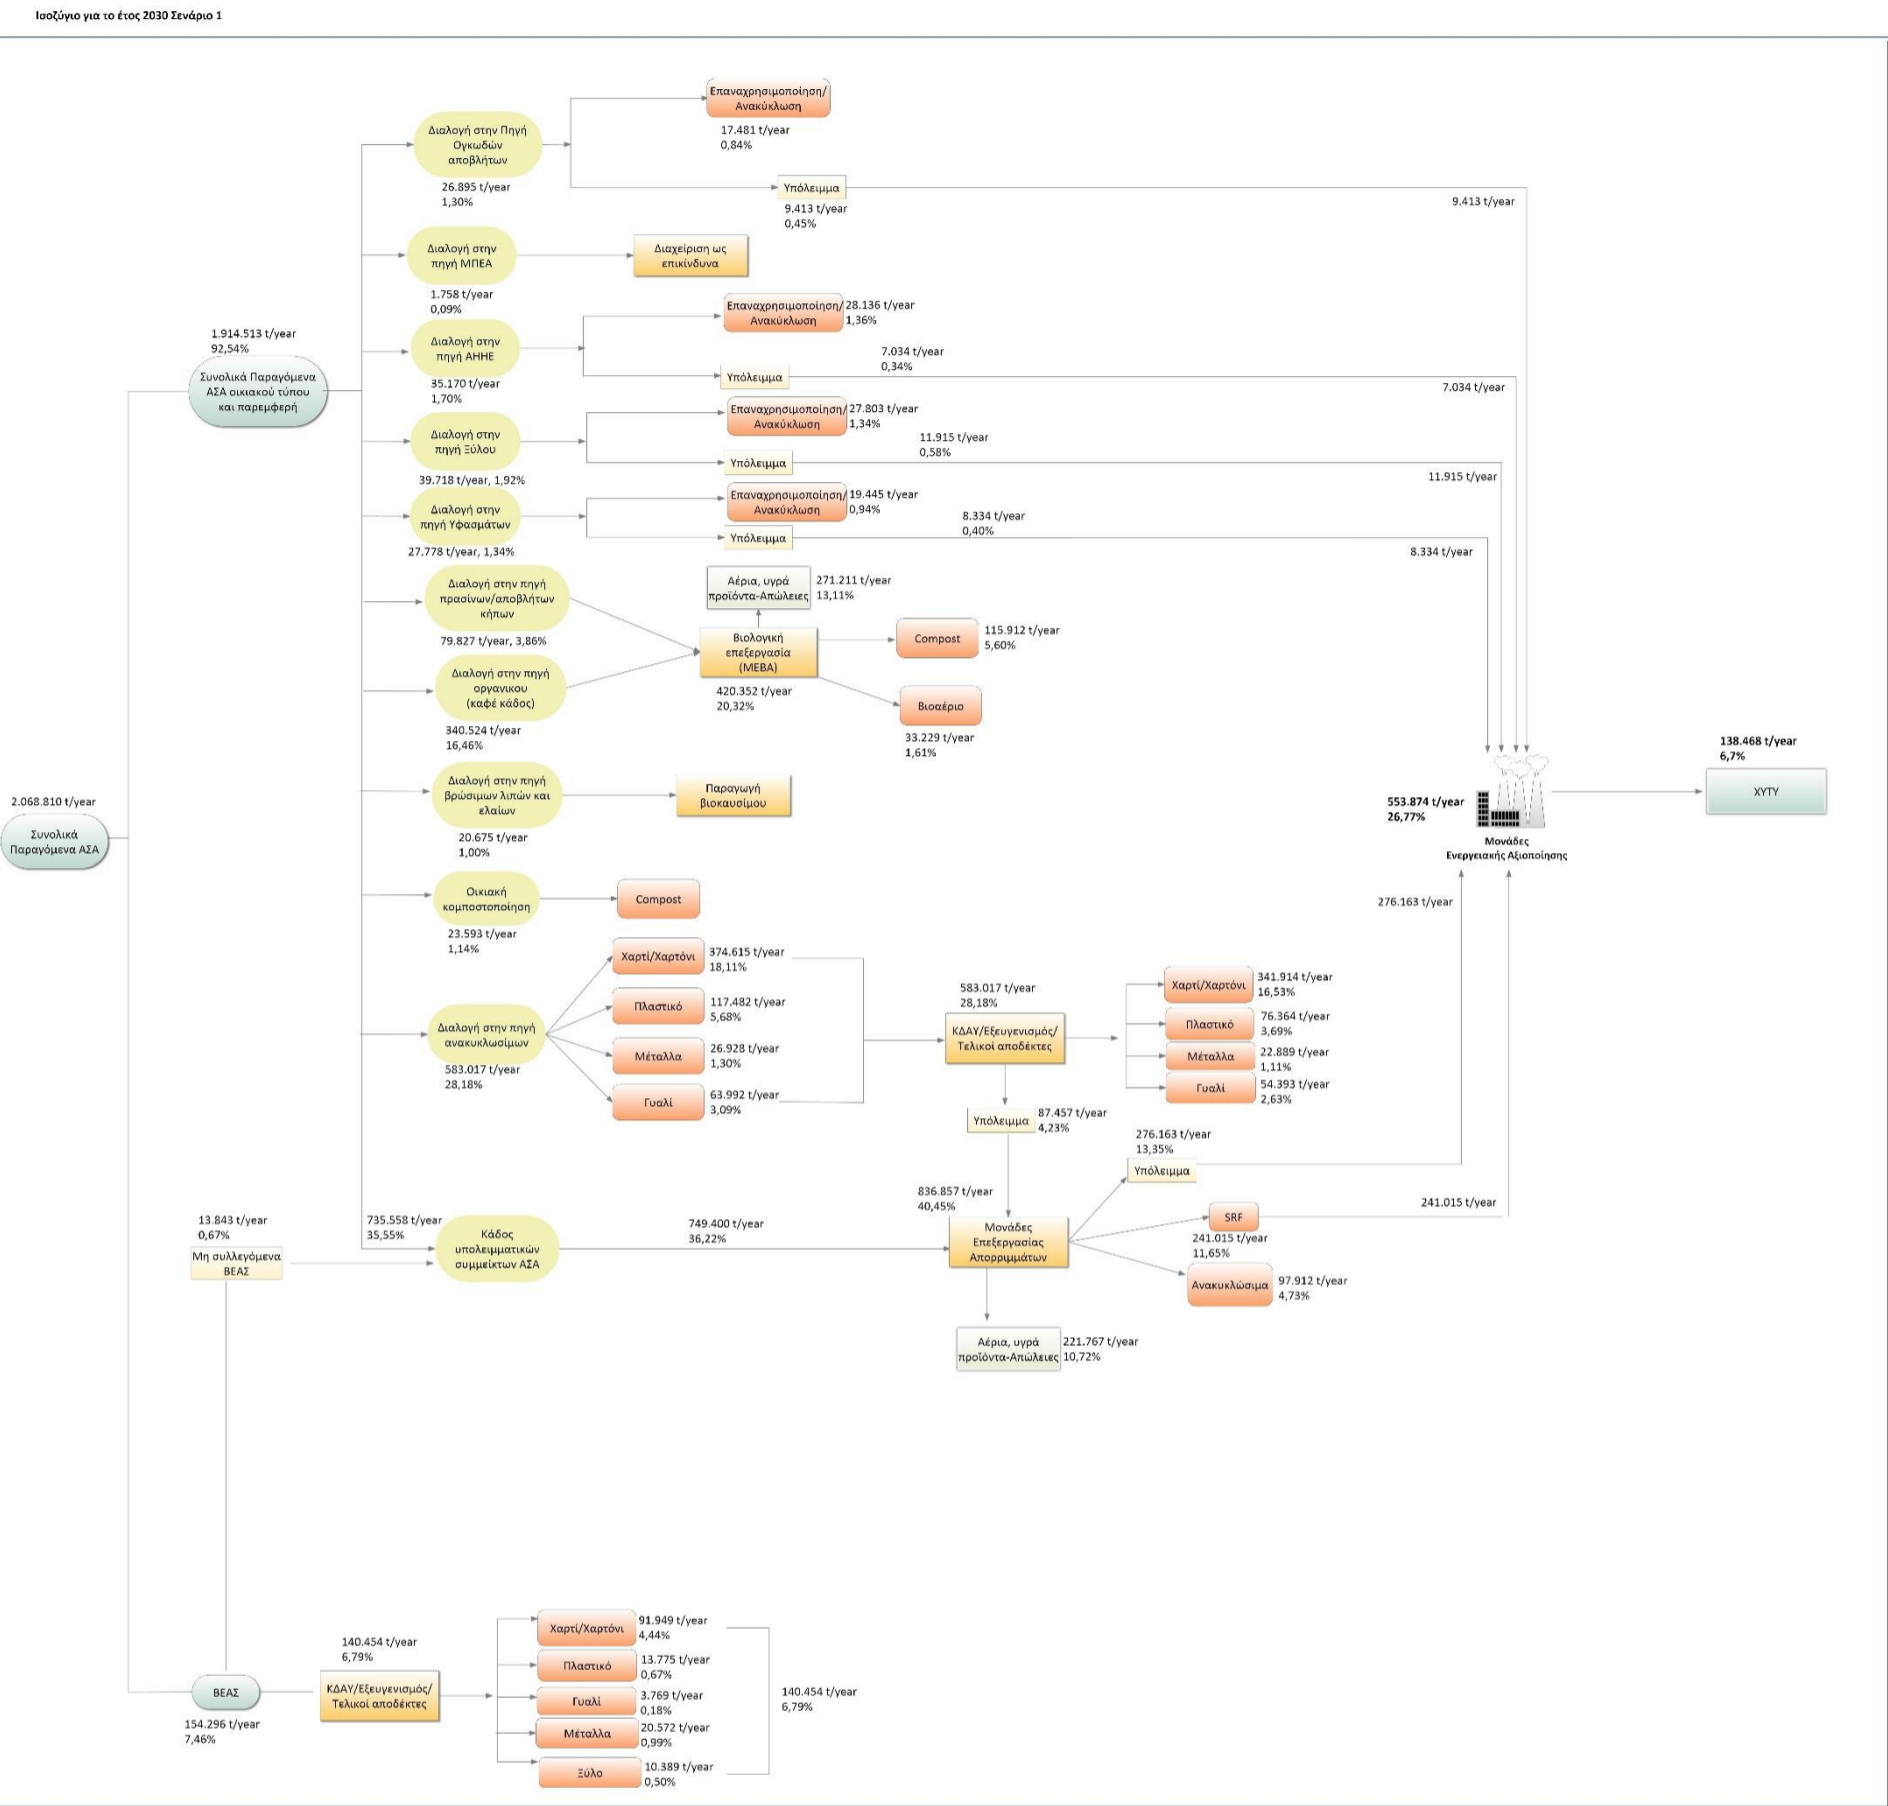 Ισοζύγιο για το έτος 2030 Σενάριο 1
Επαναχρησιμοποίηση/
Ανακύκλωση
17.481 t/year
0,84%
Διαλογή στην Πηγή
Ογκωδών
αποβλήτων
26.895 t/year
1,30%
Υπόλειμμα
9.413 t/year
0,45%
9.413 t/year
Διαλογή στην
πηγή ΜΠΕΑ
1.758 t/year
0,09%
Διαχείριση ως
επικίνδυνα
Επαναχρησιμοποίηση/
Ανακύκλωση
28.136 t/year
1,36%
1.914.513 t/year
92,54%
Συνολικά Παραγόμενα
ΑΣΑ οικιακού τύπου
και παρεμφερή
Διαλογή στην
πηγή ΑΗΗΕ
35.170 t/year
1,70%
7.034 t/year
0,34%
Υπόλειμμα
7.034 t/year
Επαναχρησιμοποίηση/
Ανακύκλωση
27.803 t/year
1,34%
Διαλογή στην
πηγή Ξύλου
39.718 t/year, 1,92%
11.915 t/year
0,58%
Υπόλειμμα
11.915 t/year
Επαναχρησιμοποίηση/
Ανακύκλωση
19.445 t/year
0,94%
Διαλογή στην
πηγή Υφασμάτων
27.778 t/year, 1,34%
8.334 t/year
0,40%
Υπόλειμμα
8.334 t/year
Διαλογή στην πηγή
πρασίνων/αποβλήτων
κήπων
79.827 t/year, 3,86%
Αέρια, υγρά
προϊόντα-Απώλειες
271.211 t/year
13,11%
Βιολογική
επεξεργασία
(ΜΕΒΑ)
420.352 t/year
20,32%
Compost
115.912 t/year
5,60%
Διαλογή στην πηγή
οργανικου
(καφέ κάδος)
340.524 t/year
16,46%
Βιοαέριο
33.229 t/year
1,61%
Διαλογή στην πηγή
βρώσιμων λιπών και
ελαίων
20.675 t/year
1,00%
Παραγωγή
βιοκαυσίμου
138.468 t/year
6,7%
ΧΥΤΥ
553.874 t/year
26,77%
Μονάδες
Ενεργειακής Αξιοποίησης
2.068.810 t/year
Συνολικά
Παραγόμενα ΑΣΑ
Οικιακή
κομποστοποίηση
23.593 t/year
1,14%
Compost
276.163 t/year
Χαρτί/Χαρτόνι
374.615 t/year
18,11%
Πλαστικό
117.482 t/year
5,68%
Διαλογή στην πηγή
ανακυκλωσίμων
583.017 t/year
28,18%
Μέταλλα
26.928 t/year
1,30%
Γυαλί
63.992 t/year
3,09%
583.017 t/year
28,18%
ΚΔΑΥ/Εξευγενισμός/
Τελικοί αποδέκτες
Χαρτί/Χαρτόνι
341.914 t/year
16,53%
Πλαστικό
76.364 t/year
3,69%
Μέταλλα
22.889 t/year
1,11%
Γυαλί
54.393 t/year
2,63%
Υπόλειμμα
87.457 t/year
4,23%
276.163 t/year
13,35%
Υπόλειμμα
836.857 t/year
40,45%
Μονάδες
Επεξεργασίας
Απορριμμάτων
SRF
241.015 t/year
11,65%
241.015 t/year
Ανακυκλώσιμα
97.912 t/year
4,73%
Αέρια, υγρά
προϊόντα-Απώλειες
221.767 t/year
10,72%
13.843 t/year
0,67%
Μη συλλεγόμενα
ΒΕΑΣ
735.558 t/year
35,55%
Κάδος
υπολειμματικών
συμμείκτων ΑΣΑ
749.400 t/year
36,22%
ΒΕΑΣ
154.296 t/year
7,46%
140.454 t/year
6,79%
ΚΔΑΥ/Εξευγενισμός/
Τελικοί αποδέκτες
Χαρτί/Χαρτόνι
91.949 t/year
4,44%
Πλαστικό
13.775 t/year
0,67%
Γυαλί
3.769 t/year
0,18%
Μέταλλα
20.572 t/year
0,99%
Ξύλο
10.389 t/year
0,50%
140.454 t/year
6,79%